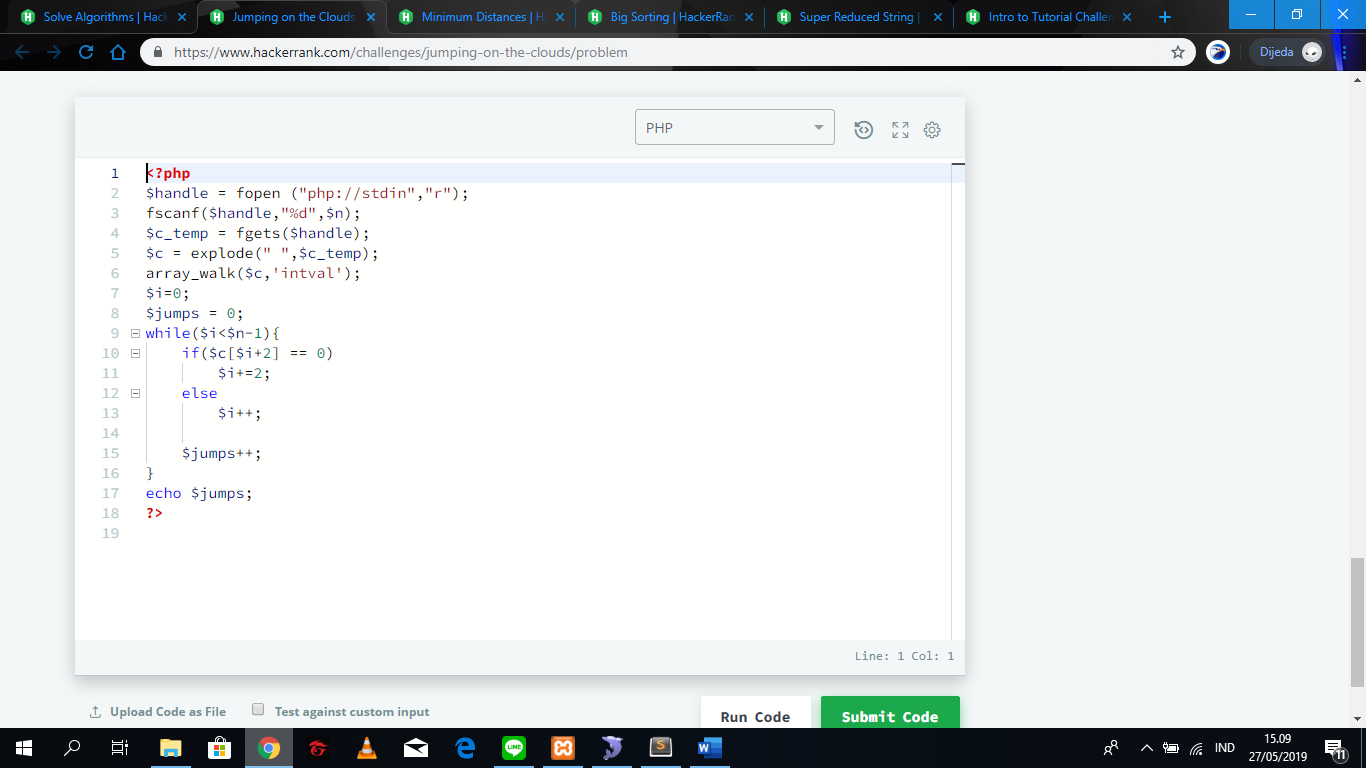 Solve Algorithms | Hack
Jumping on the Clouds
Minimum Distances | H
Big Sorting | HackerRan
Super Reduced String |
Intro to Tutorial Challen
https://www.hackerrank.com/challenges/jumping-on-the-clouds/problem
Dijeda
PHP
1 <?php
2 $handle = fopen ("php://stdin","r");
3 fscanf($handle,"%d",$n);
4 $c_temp = fgets($handle);
5 $c = explode(" ",$c_temp);
6 array_walk($c,'intval');
7 $i=0;
8 $jumps = 0;
9 while($i<$n-1){
10 if($c[$i+2] == 0)
11 $i+=2;
12 else
13 $i++;
14
15 $jumps++;
16 }
17 echo $jumps;
18 ?>
19
Line: 1 Col: 1
Upload Code as File
Test against custom input
Run Code
Submit Code
LINE
S
W
IND
15.09
27/05/2019
11